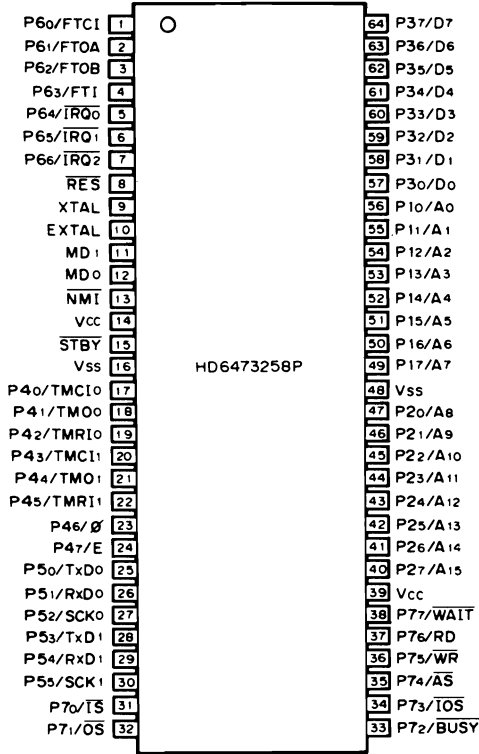 P60/FTCI 1 64 P37/D7
P61/FTOA 2 63 P36/D6
P62/FTOB 3 62 P35/D5
P63/FTI 4 61 P34/D4
P64/IRQ0 5 60 P33/D3
P65/IRQ1 6 59 P32/D2
P66/IRQ2 7 58 P31/D1
RES 8 57 P30/D0
XTAL 9 56 P10/A0
EXTAL 10 55 P11/A1
MD1 11 54 P12/A2
MD0 12 53 P13/A3
NMI 13 52 P14/A4
Vcc 14 51 P15/A5
STBY 15 50 P16/A6
Vss 16 49 P17/A7
HD6473258P
P40/TMCI0 17 48 Vss
P41/TMO0 18 47 P20/A8
P42/TMRI0 19 46 P21/A9
P43/TMCI1 20 45 P22/A10
P44/TMO1 21 44 P23/A11
P45/TMRI1 22 43 P24/A12
P46/Ø 23 42 P25/A13
P47/E 24 41 P26/A14
P50/TxD0 25 40 P27/A15
P51/RxD0 26 39 Vcc
P52/SCK0 27 38 P77/WAIT
P53/TxD1 28 37 P76/RD
P54/RxD1 29 36 P75/WR
P55/SCK1 30 35 P74/AS
P70/IS 31 34 P73/IOS
P71/OS 32 33 P72/BUSY